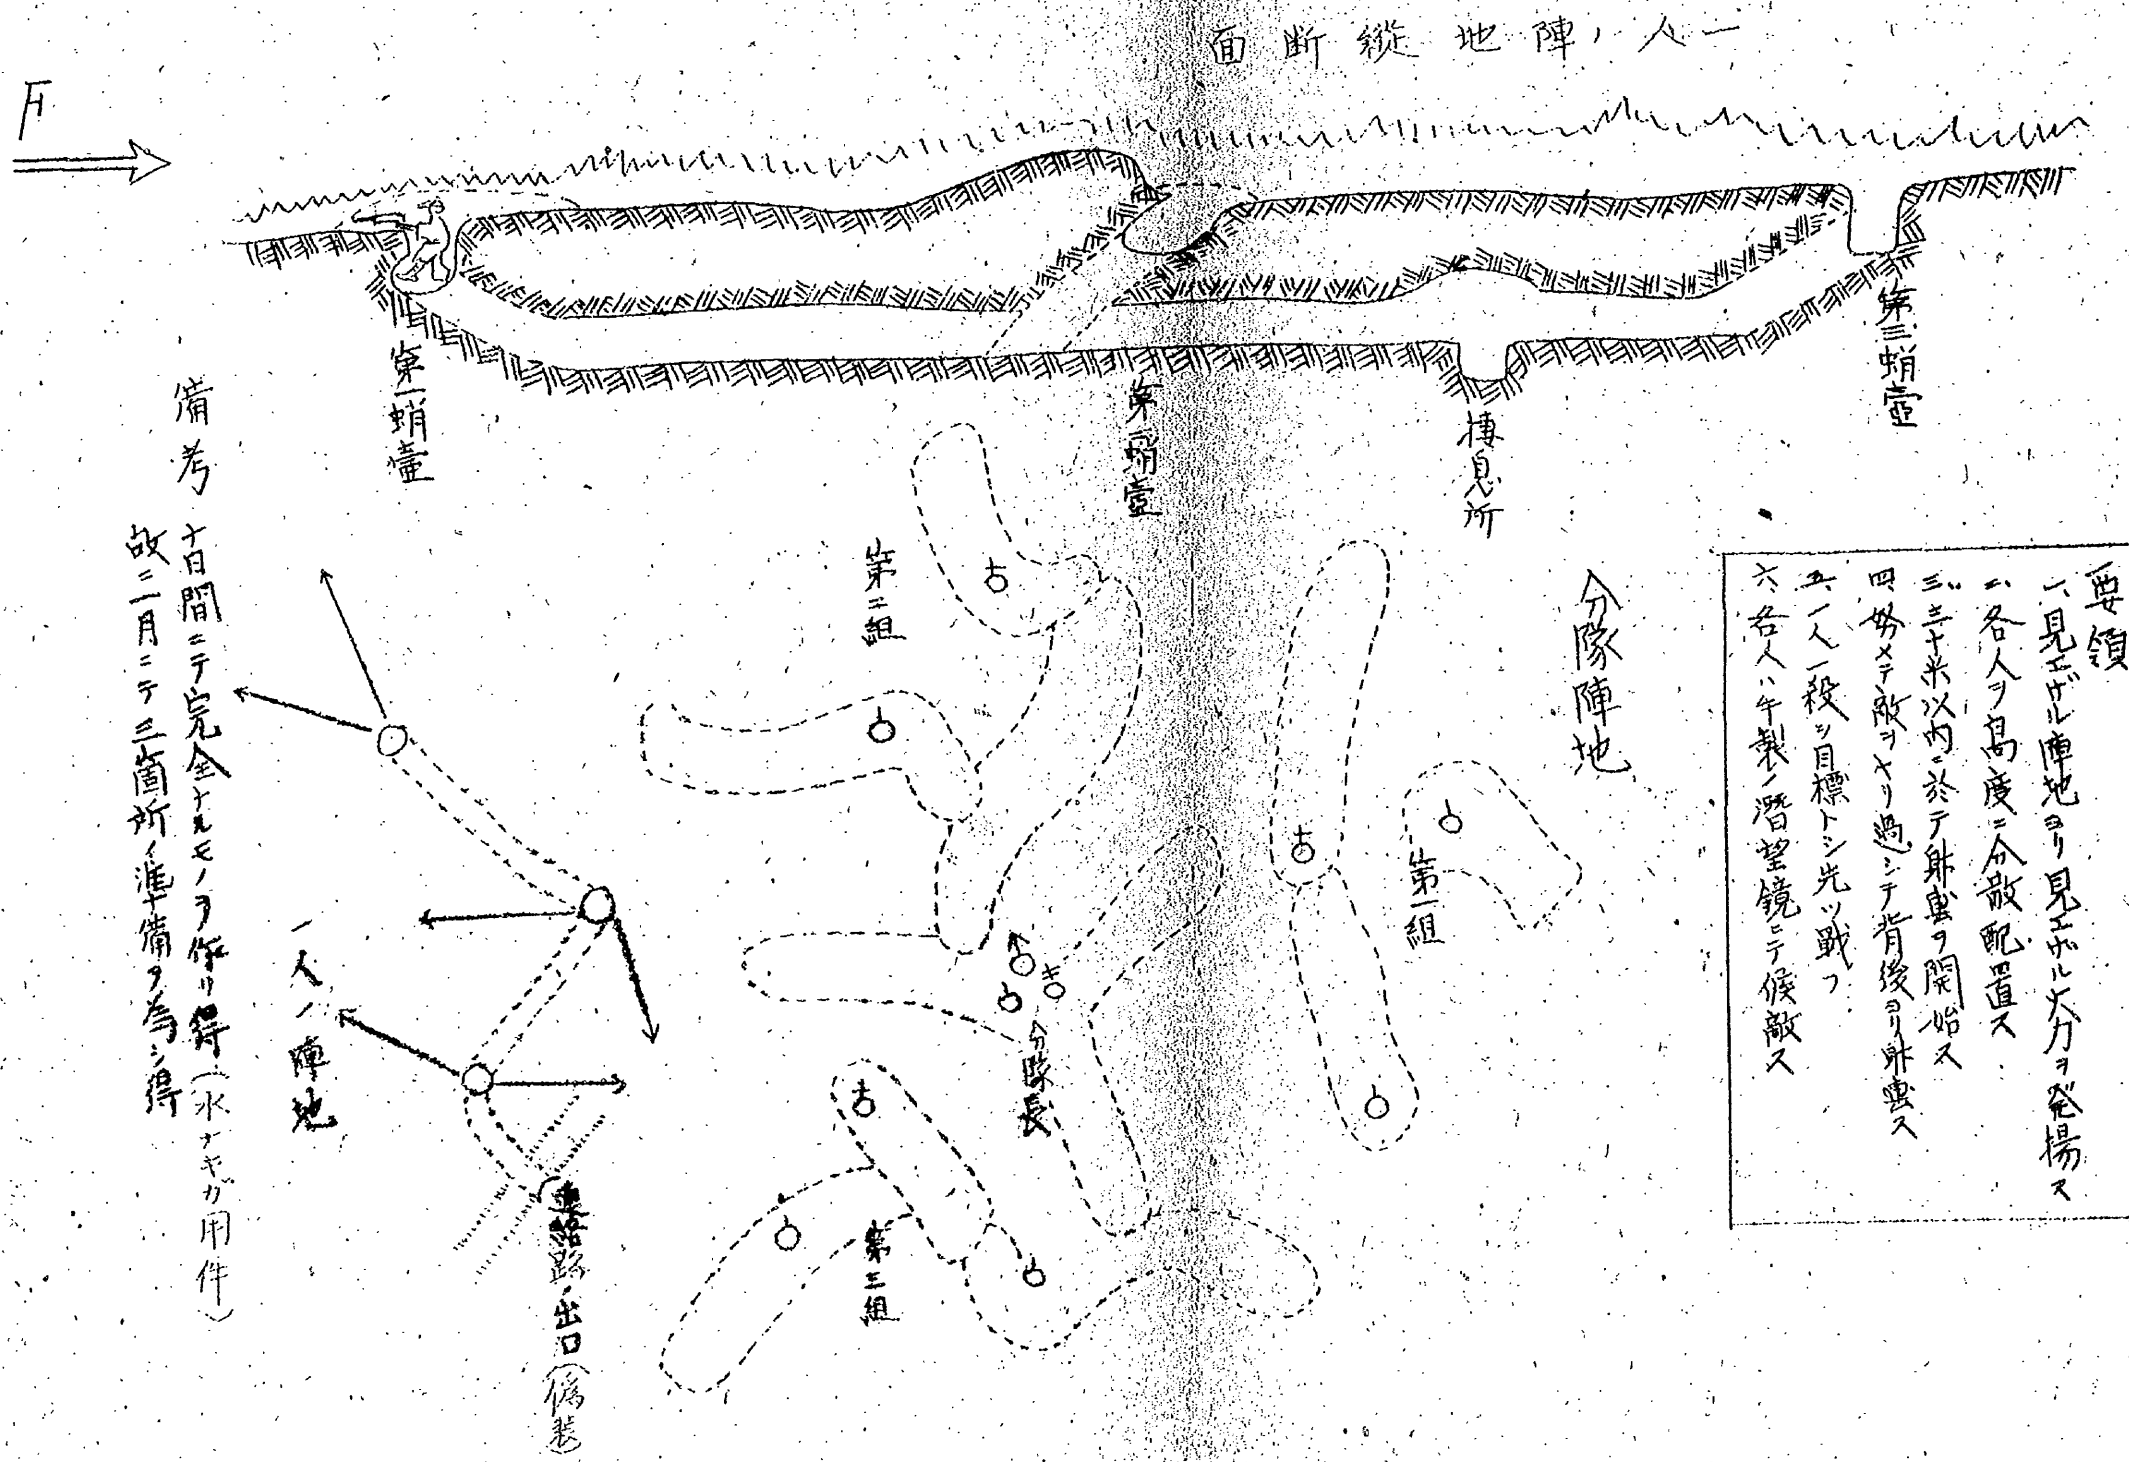 一人ノ陣地縱断面
F
第一蛸壺
第二蛸壺
棲息所
第三蛸壺
要領
一、見エザル陣地ヨリ見エザル火力ヲ発揚ス
二、各人ヲ高度ニ分散配置ス
三、三十米以内ニ於テ射撃ヲ開始ス
四、努メテ敵ヲヤリ過シテ背後ヨリ射撃ス
五、一人一殺ヲ目標トシ先ツ戦フ
六、各人ハ手製ノ潜望鏡ニテ候敵ス
分隊陣地
第一組
第二組
分隊長
第三組
連絡路ノ出口(偽装)
一人ノ陣地
備考
十日間ニテ完全ナルモノヲ作リ得(水ナキガ用件)
故ニ一月ニテ三箇所ノ準備ヲ為シ得